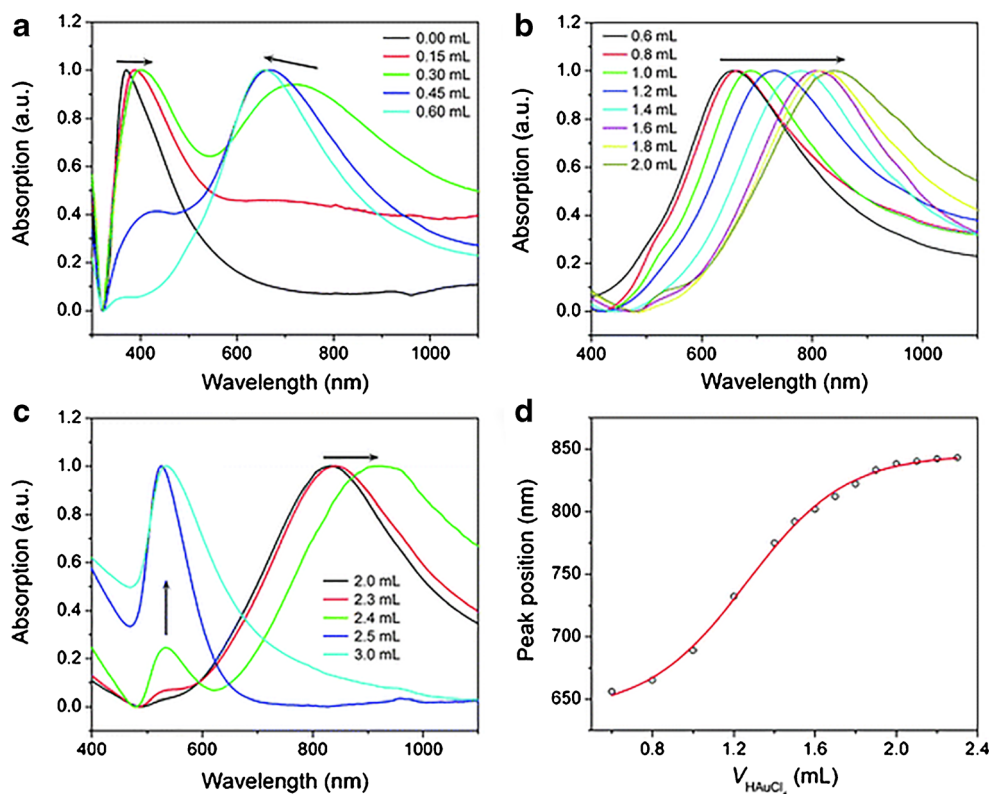 a
1.2
1.0
0.8
0.6
0.4
0.2
0.0
Absorption (a.u.)
0.00 mL
0.15 mL
0.30 mL
0.45 mL
0.60 mL
400
600
800
1000
Wavelength (nm)
b
1.2
1.0
0.8
0.6
0.4
0.2
0.0
Absorption (a.u.)
0.6 mL
0.8 mL
1.0 mL
1.2 mL
1.4 mL
1.6 mL
1.8 mL
2.0 mL
400
600
800
1000
Wavelength (nm)
c
1.2
1.0
0.8
0.6
0.4
0.2
0.0
Absorption (a.u.)
2.0 mL
2.3 mL
2.4 mL
2.5 mL
3.0 mL
400
600
800
1000
Wavelength (nm)
d
850
800
750
700
650
Peak position (nm)
0.8
1.2
1.6
2.0
2.4